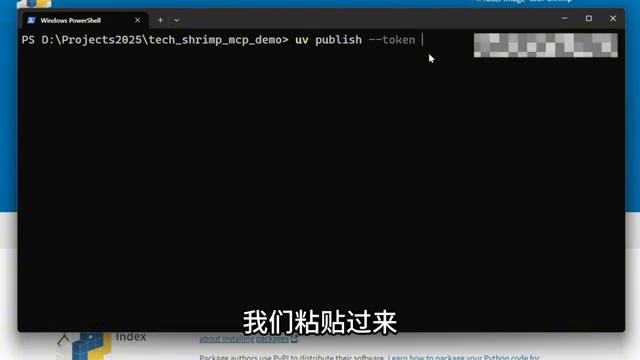 Windows PowerShell
PS D:\Projects2025\tech_shrimp_mcp_demo> uv publish --token
我们粘贴过来
Index
about installing packages
Package authors use PyPI to distribute their software. Learn how to package your Python code for